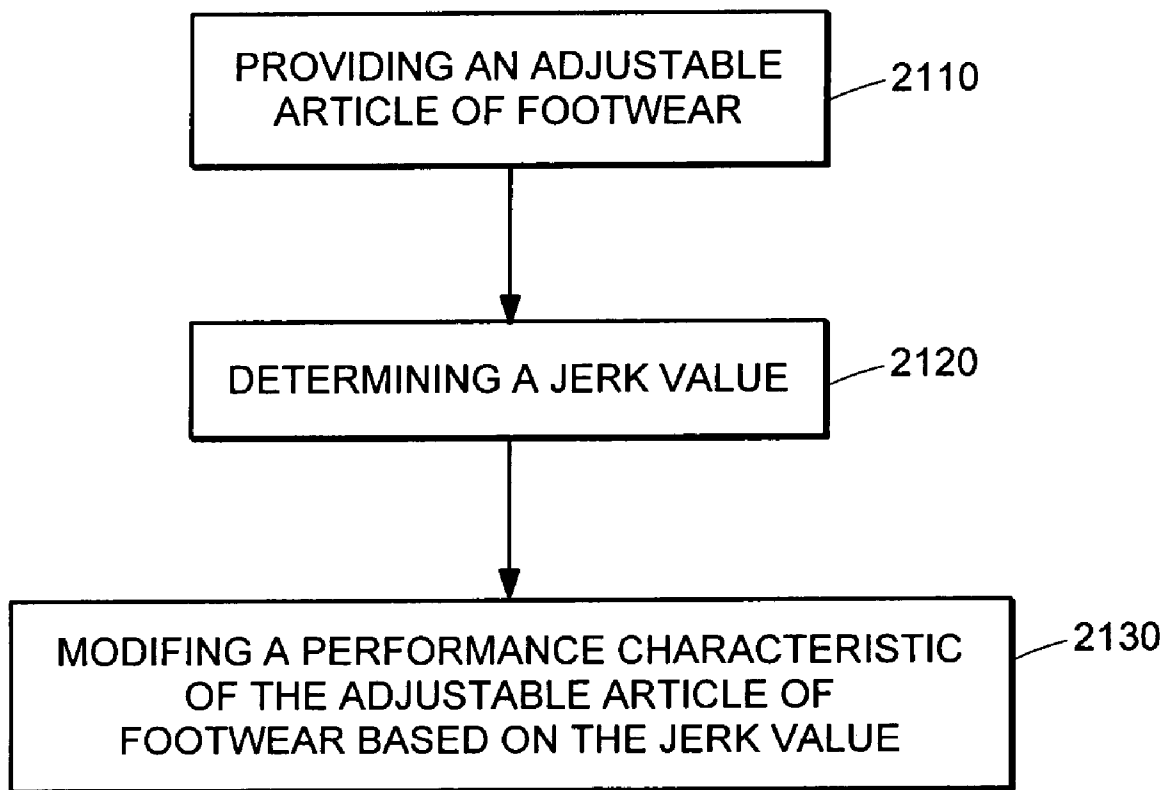 PROVIDING AN ADJUSTABLE
ARTICLE OF FOOTWEAR
2110
DETERMINING A JERK VALUE
2120
MODIFING A PERFORMANCE CHARACTERISTIC
OF THE ADJUSTABLE ARTICLE OF
FOOTWEAR BASED ON THE JERK VALUE
2130